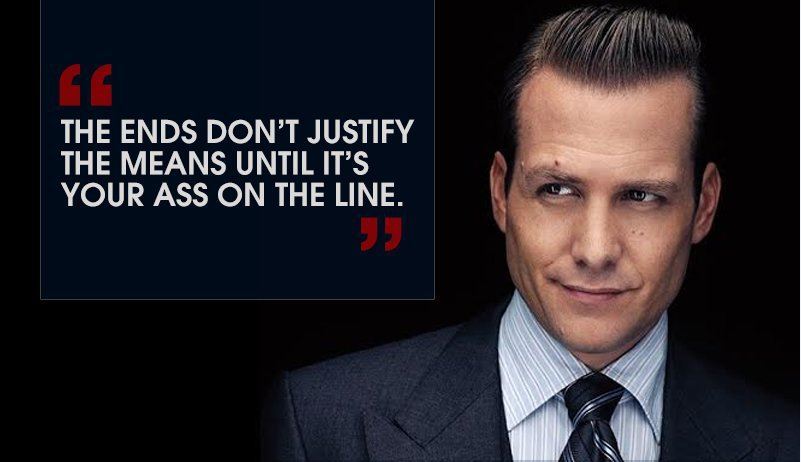 “
THE ENDS DON’T JUSTIFY
THE MEANS UNTIL IT’S
YOUR ASS ON THE LINE.
”